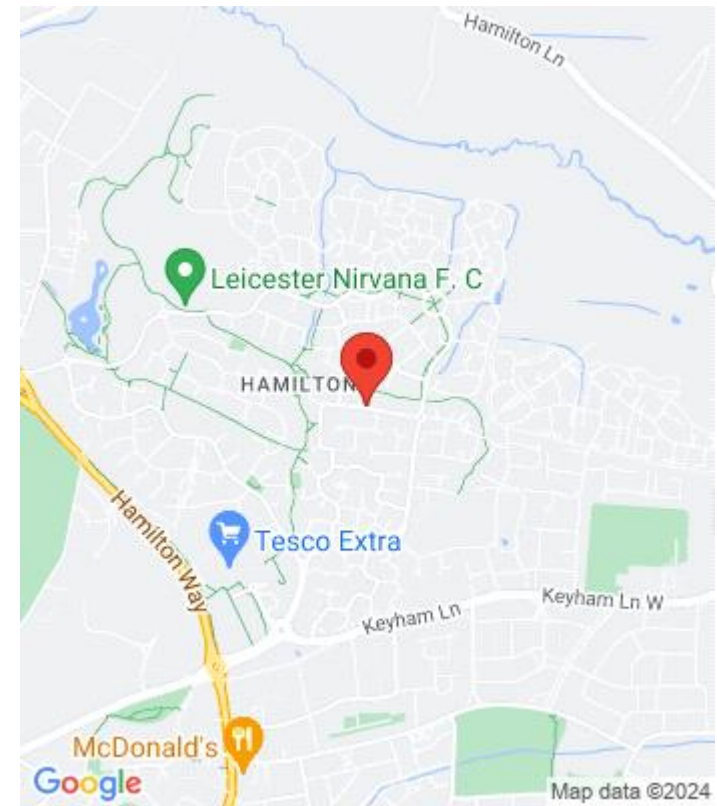 Hamilton Ln
Leicester Nirvana F. C
HAMILTON
Hamilton Way
Tesco Extra
Keyham Ln W
Keyham Ln
McDonald's
Google
Map data ©2024